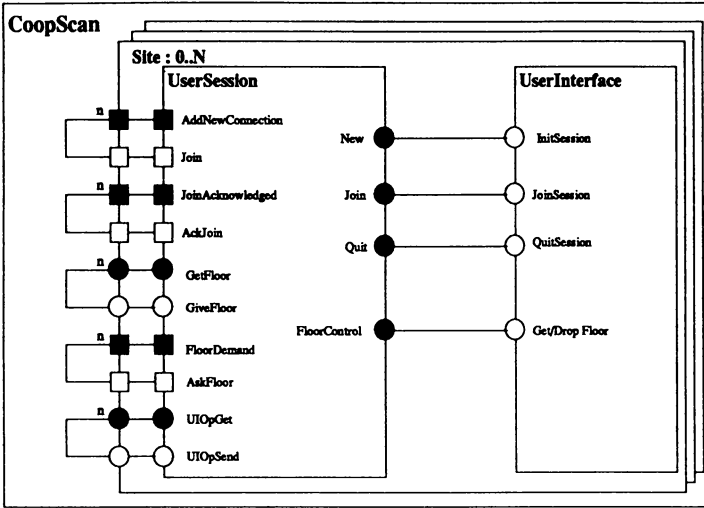 CoopScan
Site : 0..N
UserSession
UserInterface
n
AddNewConnection
New
InitSession
Join
n
JoinAcknowledged
Join
JoinSession
AckJoin
Quit
QuitSession
n
GetFloor
GiveFloor
FloorControl
Get/Drop Floor
n
FloorDemand
AskFloor
n
UIOpGet
UIOpSend